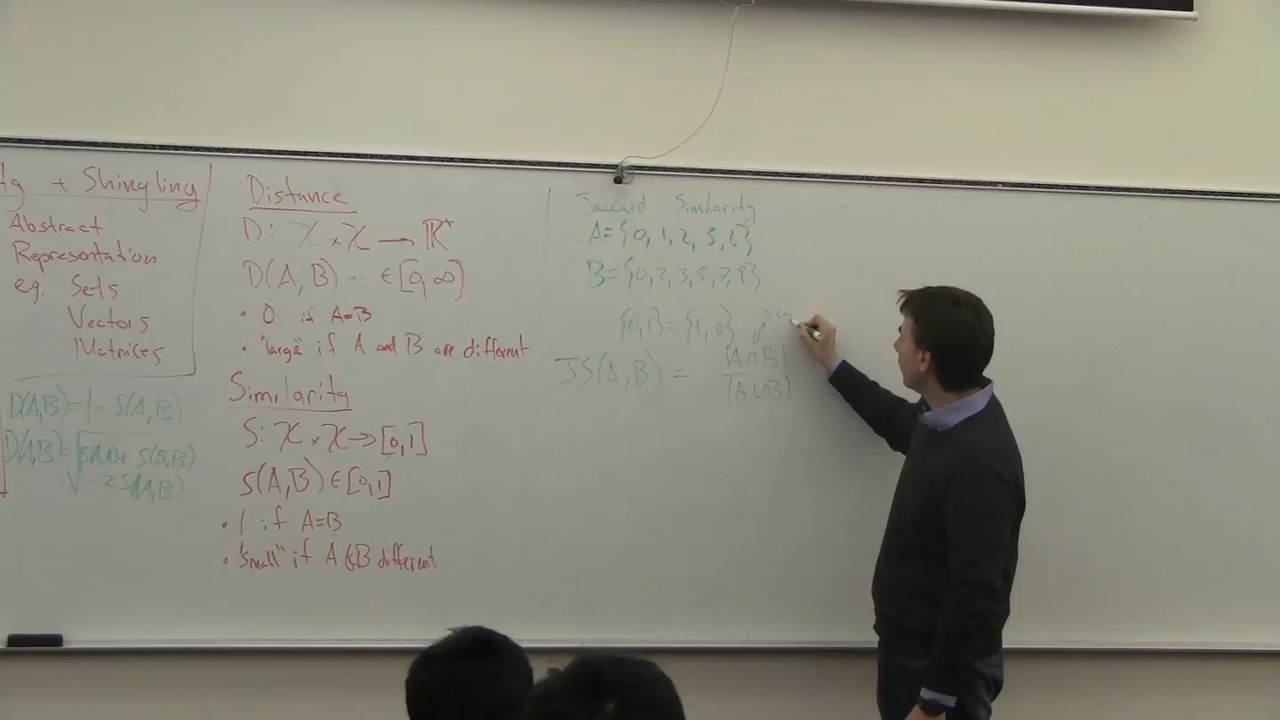 + Shingling
Abstract
Representation
eg. Sets
Vectors
Matrices
D(A,B)=1-S(A,B)
D(A,B)=
S(B,B)
Distance
D: X × X → ℝ⁺
D(A,B) ∈[0,∞)
• 0 if A=B
• "large" if A and B are different
Similarity
S: X × X → [0,1]
S(A,B)∈[0,1]
• 1 if A=B
• "small" if A &B different
Jaccard Similarity
A={0,1,2,5,6}
B={0,2,3,5,7,9}
{0,1}={1,0}
JS(A,B) = |A∩B|
|A∪B|